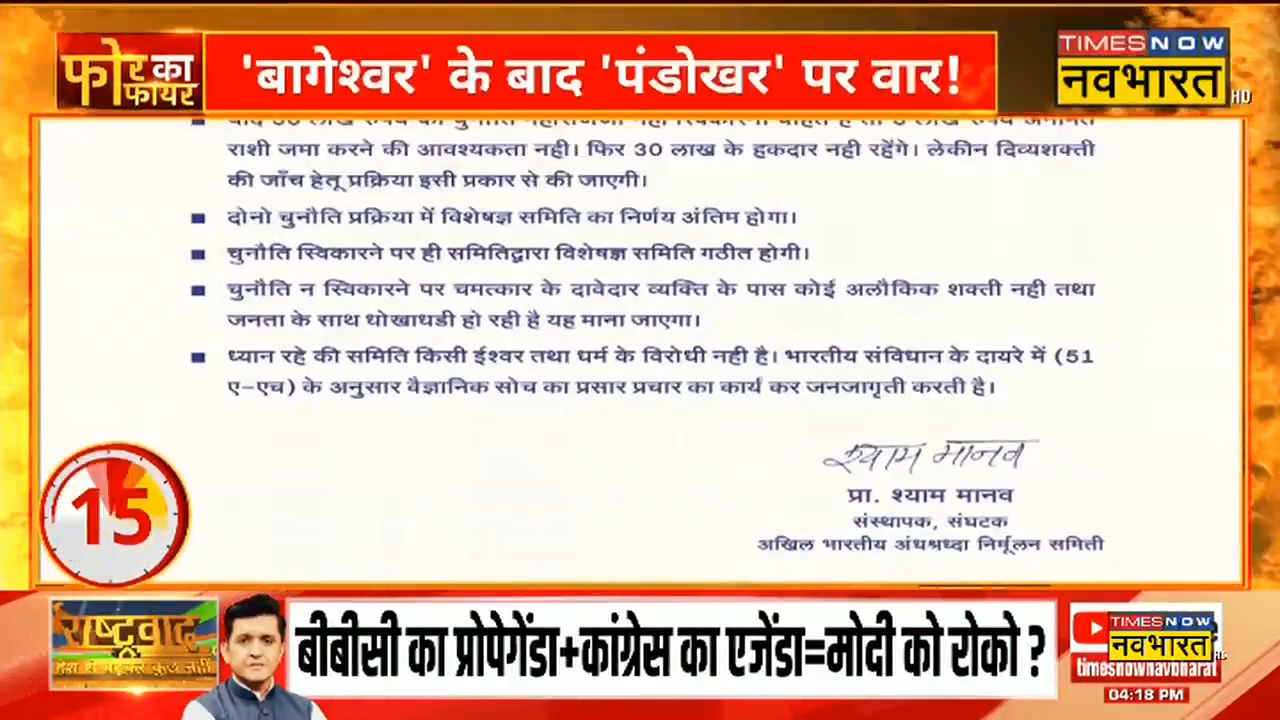 फोर का
फायर
'बागेश्वर' के बाद 'पंडोखर' पर वार!
TIMES NOW
नवभारत
HD
राशी जमा करने की आवश्यकता नही। फिर 30 लाख के हकदार नही रहेंगे। लेकीन दिव्यशक्ती
की जाँच हेतू प्रक्रिया इसी प्रकार से की जाएगी।
■ दोनो चुनौति प्रक्रिया में विशेषज्ञ समिति का निर्णय अंतिम होगा।
■ चुनौति स्विकारने पर ही समितिद्वारा विशेषज्ञ समिति गठीत होगी।
■ चुनौति न स्विकारने पर चमत्कार के दावेदार व्यक्ति के पास कोई अलौकिक शक्ती नही तथा
जनता के साथ धोखाधडी हो रही है यह माना जाएगा।
■ ध्यान रहे की समिति किसी ईश्वर तथा धर्म के विरोधी नही है। भारतीय संविधान के दायरे में (51
ए-एच) के अनुसार वैज्ञानिक सोच का प्रसार प्रचार का कार्य कर जनजागृती करती है।
श्याम मानव
प्रा. श्याम मानव
संस्थापक, संघटक
अखिल भारतीय अंधश्रध्दा निर्मूलन समिती
15
राष्ट्रवाद
देश से बढ़कर कुछ नहीं
बीबीसी का प्रोपेगेंडा+कांग्रेस का एजेंडा=मोदी को रोको ?
TIMES NOW
नवभारत
timesnownavbharat
04:18 PM